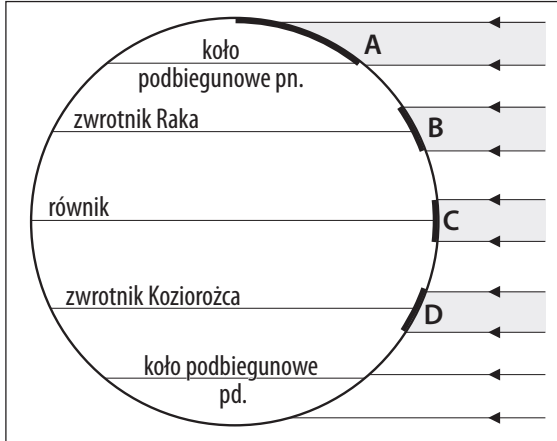 A
koło
podbiegunowe pn.
B
zwrotnik Raka
równik
C
zwrotnik Koziorożca
D
koło podbiegunowe
pd.